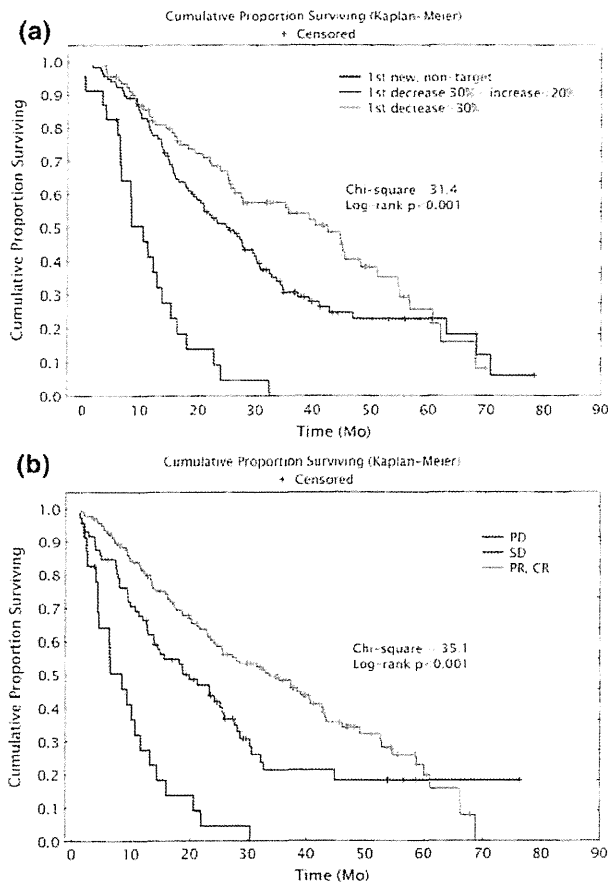 (a)
Cumulative Proportion Surviving (Kaplan-Meier)
+ Censored
1.0
0.9
0.8
0.7
0.6
0.5
0.4
0.3
0.2
0.1
0.0
Cumulative Proportion Surviving
1st new, non-target
1st decrease 30% - increase 20%
1st decrease 30%
Chi-square 31.4
Log-rank p 0.001
0 10 20 30 40 50 60 70 80 90
Time (Mo)
(b)
Cumulative Proportion Surviving (Kaplan-Meier)
+ Censored
1.0
0.9
0.8
0.7
0.6
0.5
0.4
0.3
0.2
0.1
0.0
Cumulative Proportion Surviving
PD
SD
PR, CR
Chi-square 35.1
Log-rank p 0.001
0 10 20 30 40 50 60 70 80 90
Time (Mo)